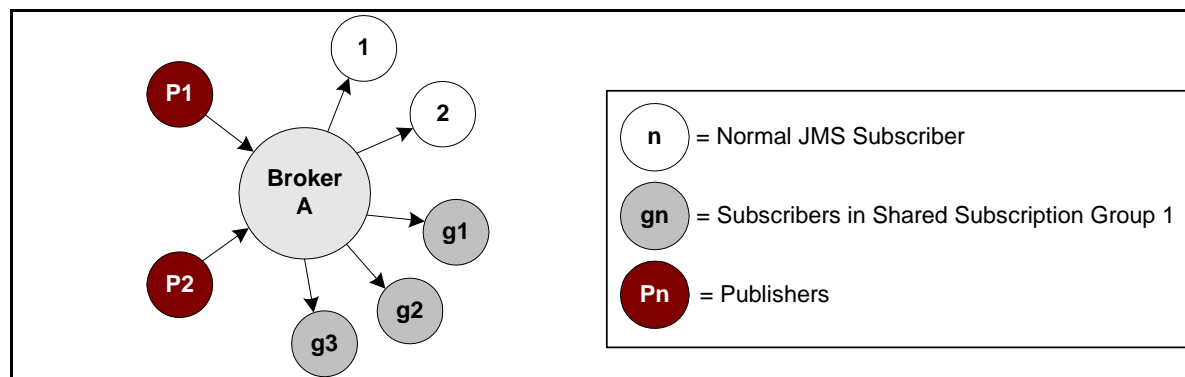 1
P1
2
Broker
A
g1
P2
g2
g3
n = Normal JMS Subscriber
gn = Subscribers in Shared Subscription Group 1
Pn = Publishers